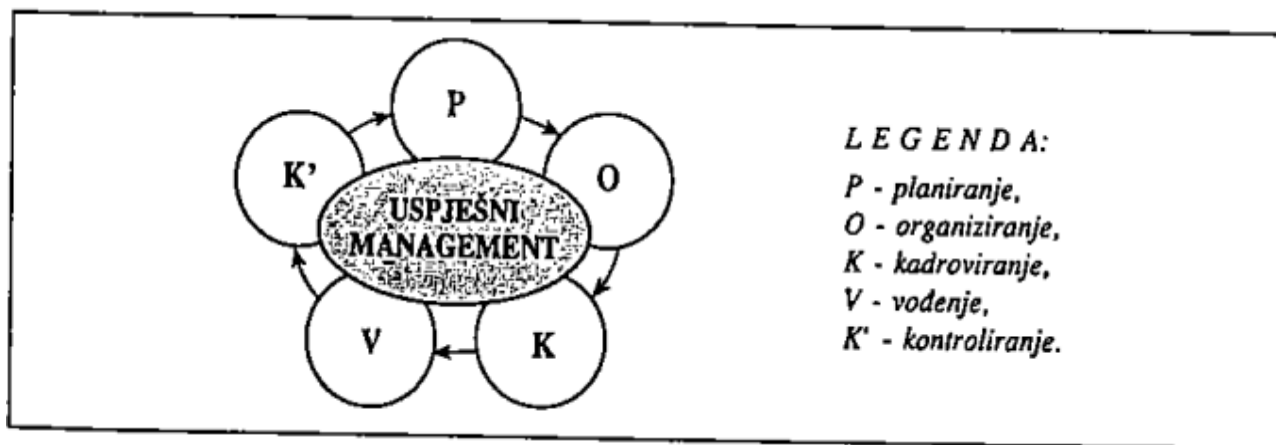 P
K’
O
USPJEŠNI
MANAGEMENT
V
K
L E G E N D A:
P - planiranje,
O - organiziranje,
K - kadroviranje,
V - vođenje,
K' - kontroliranje.